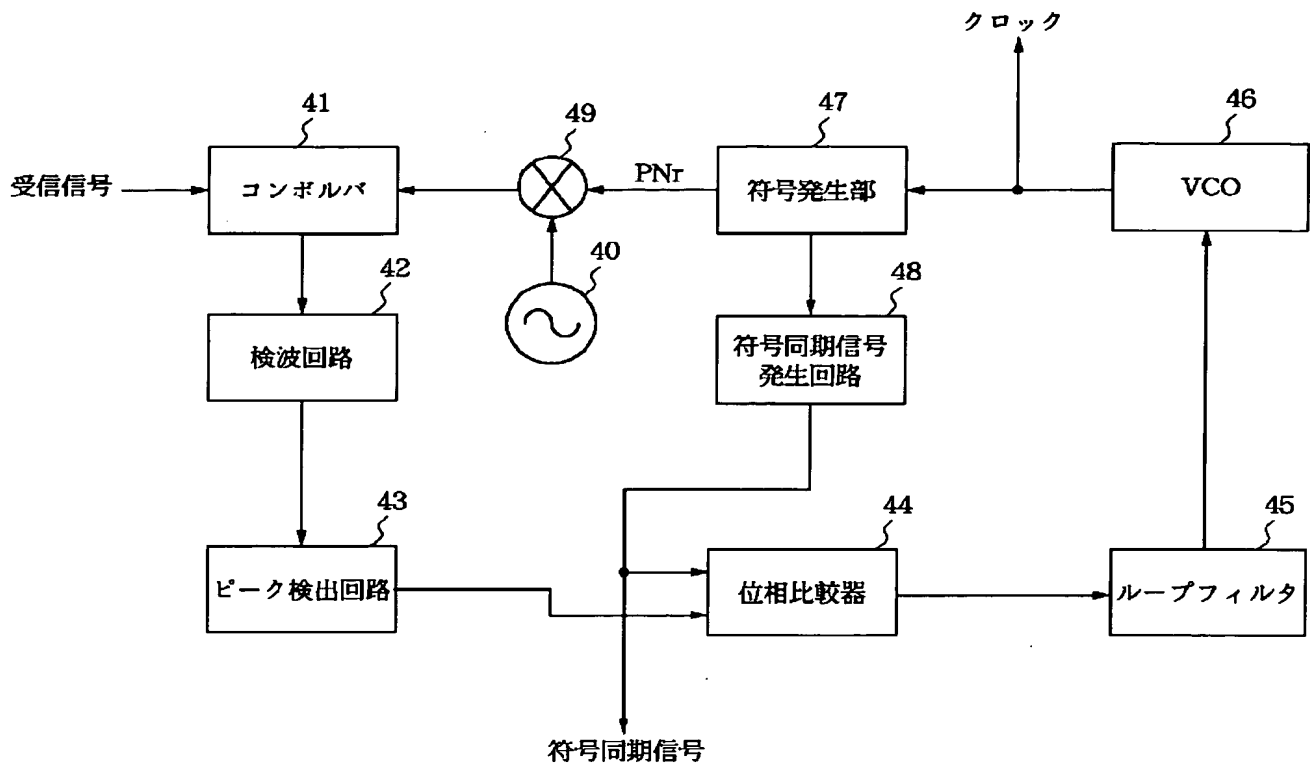 クロック
41
49
47
46
受信信号
コンボルバ
PNr
符号発生部
VCO
42
40
48
検波回路
符号同期信号
発生回路
43
44
45
ピーク検出回路
位相比較器
ループフィルタ
符号同期信号